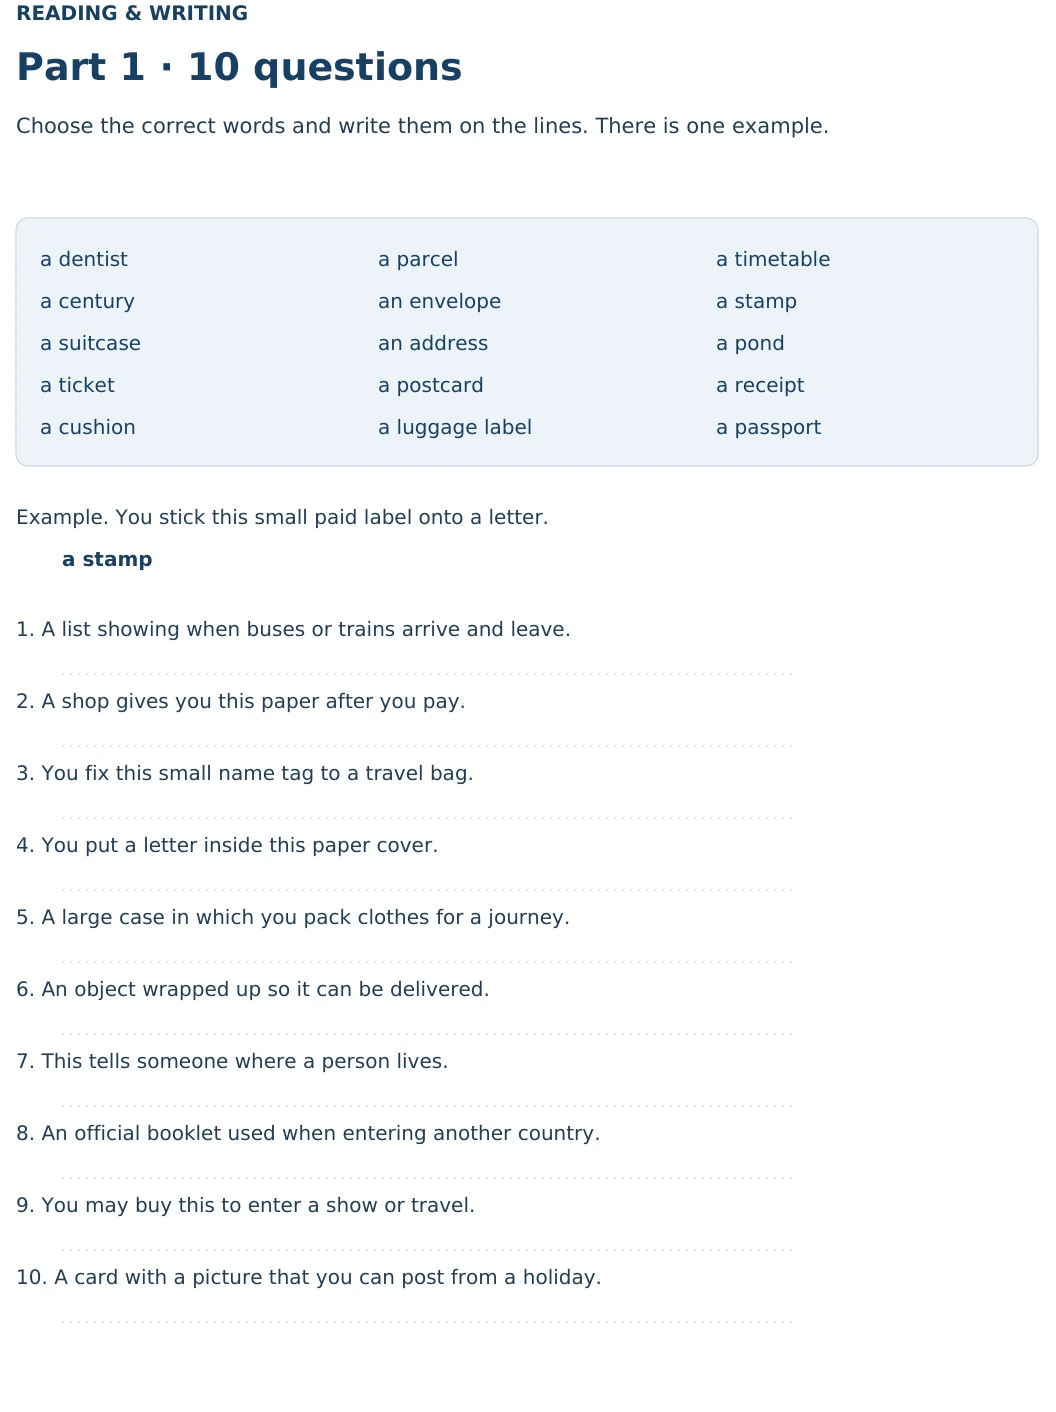 READING & WRITING
Part 1 · 10 questions
Choose the correct words and write them on the lines. There is one example.
a dentist a parcel a timetable
a century an envelope a stamp
a suitcase an address a pond
a ticket a postcard a receipt
a cushion a luggage label a passport
Example. You stick this small paid label onto a letter.
a stamp
1. A list showing when buses or trains arrive and leave.
2. A shop gives you this paper after you pay.
3. You fix this small name tag to a travel bag.
4. You put a letter inside this paper cover.
5. A large case in which you pack clothes for a journey.
6. An object wrapped up so it can be delivered.
7. This tells someone where a person lives.
8. An official booklet used when entering another country.
9. You may buy this to enter a show or travel.
10. A card with a picture that you can post from a holiday.